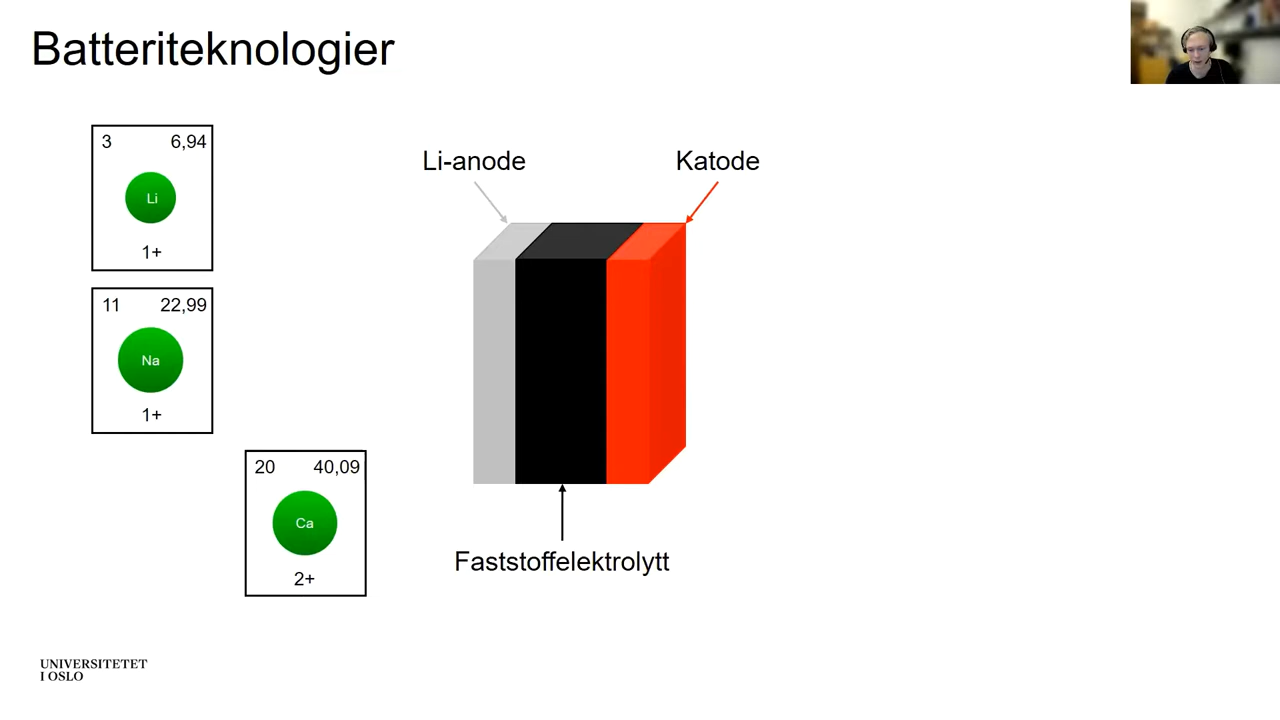 Batteriteknologier
3 6,94
Li
1+
11 22,99
Na
1+
20 40,09
Ca
2+
Li-anode
Katode
Faststoffelektrolytt
UNIVERSITETET
I OSLO